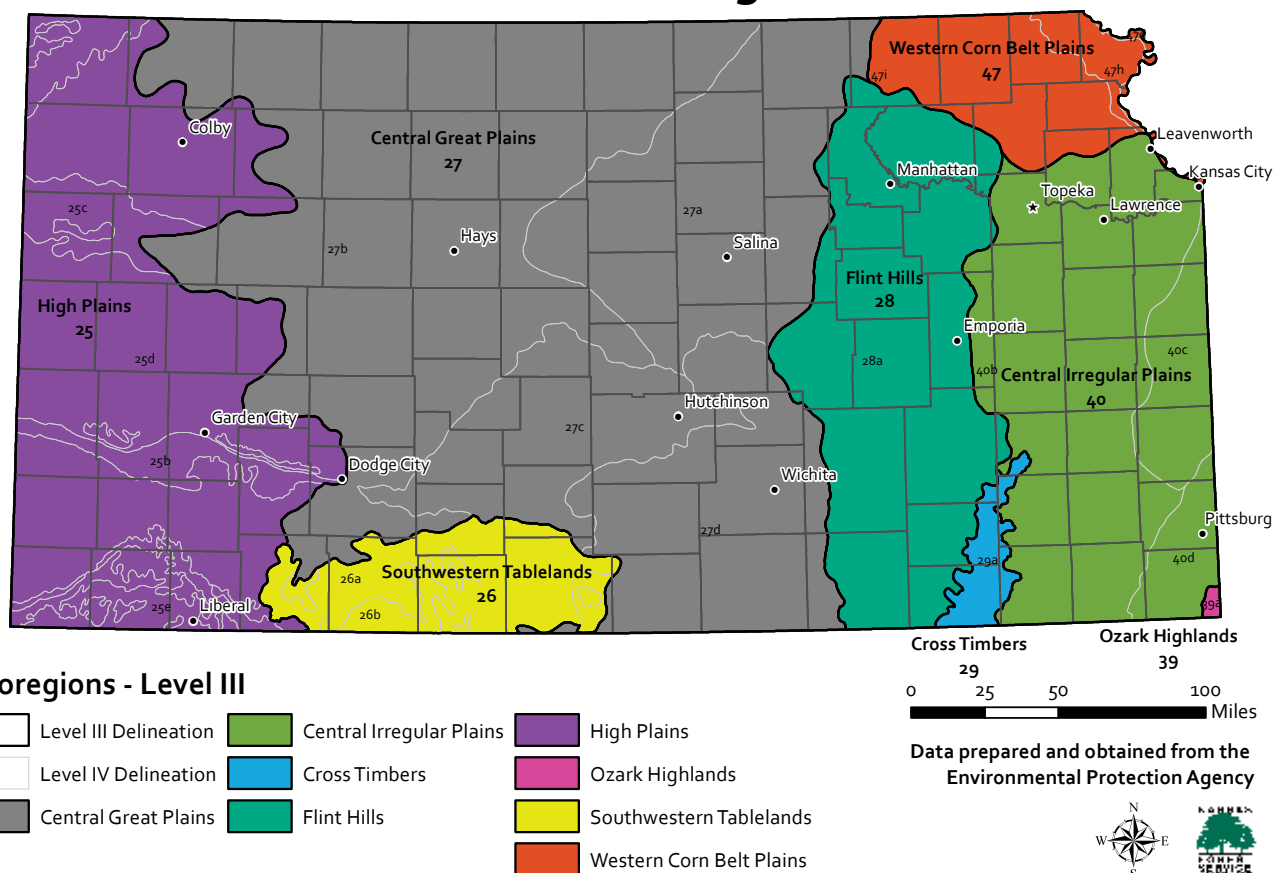 Western Corn Belt Plains
47
47i
47h
Colby
Central Great Plains
27
Leavenworth
Manhattan
Kansas City
Topeka
25c
27a
Lawrence
Hays
27b
Salina
Flint Hills
28
High Plains
25
Emporia
25d
28a
40c
40b
Central Irregular Plains
40
Hutchinson
Garden City
27c
25b
Dodge City
Wichita
Pittsburg
27d
29a
40d
Southwestern Tablelands
26
26a
26b
25e
Liberal
Cross Timbers
29
Ozark Highlands
39
oregions - Level III
0 25 50 100
Miles
Level III Delineation
Central Irregular Plains
High Plains
Level IV Delineation
Cross Timbers
Ozark Highlands
Central Great Plains
Flint Hills
Southwestern Tablelands
Western Corn Belt Plains
Data prepared and obtained from the
Environmental Protection Agency
N
W E
S
KANSAS
FOREST
SERVICE